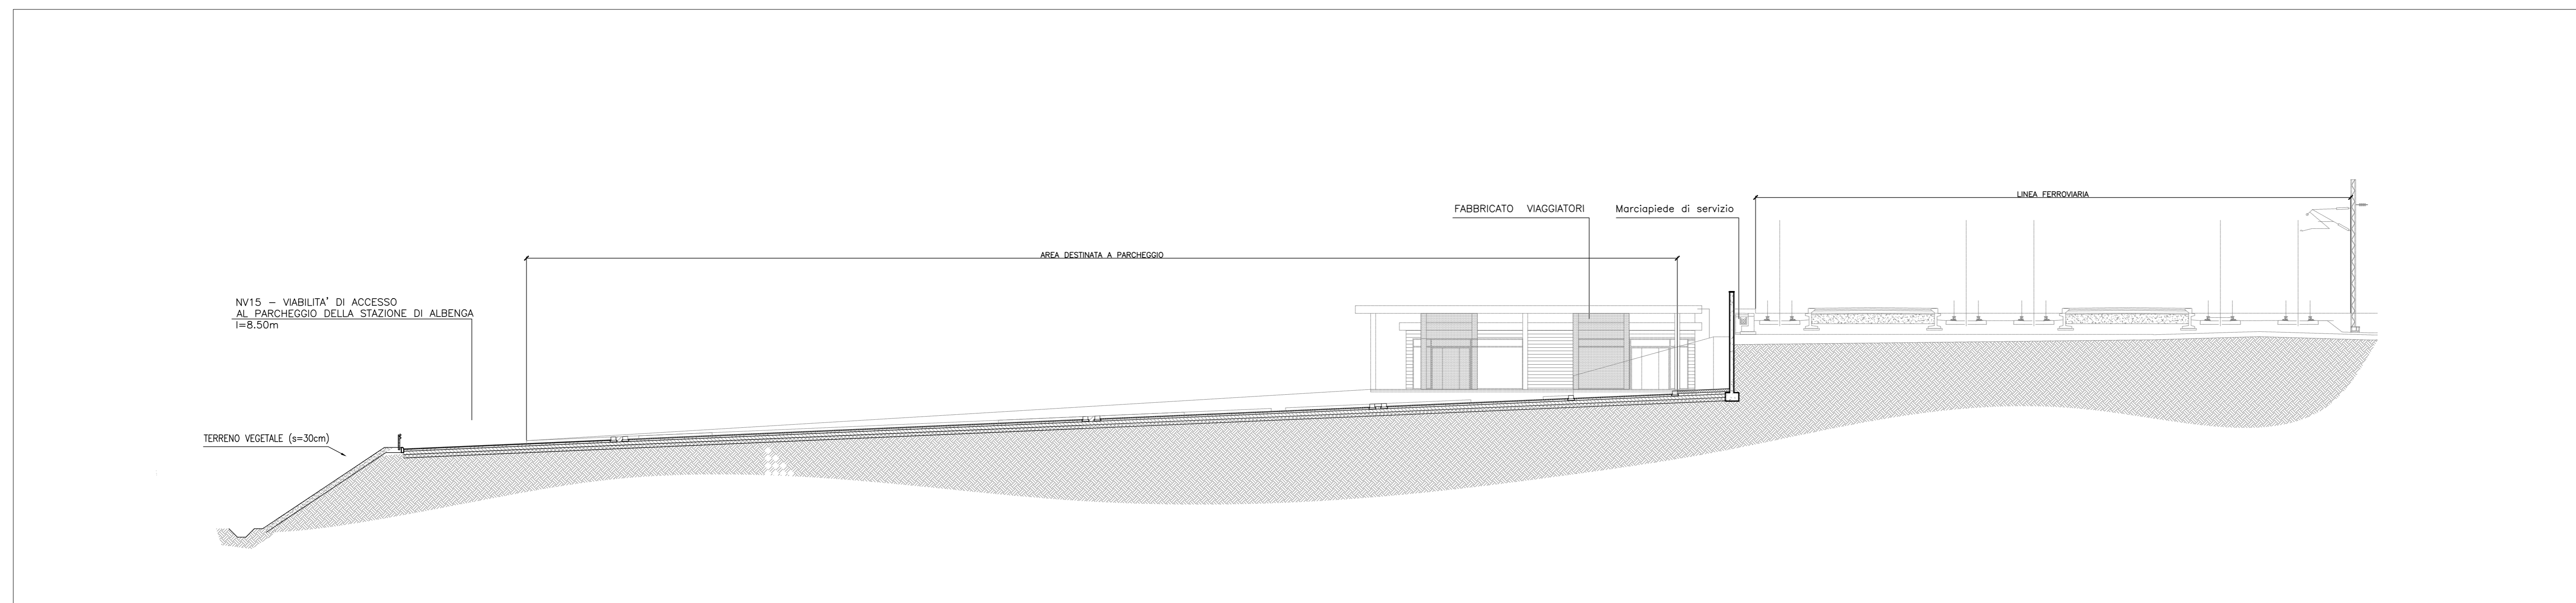 LINEA FERROVIARIA
FABBRICATO VIAGGIATORI
Marciapiede di servizio
AREA DESTINATA A PARCHEGGIO
NV15 – VIABILITA' DI ACCESSO
AL PARCHEGGIO DELLA STAZIONE DI ALBENGA
l=8.50m
TERRENO VEGETALE (s=30cm)